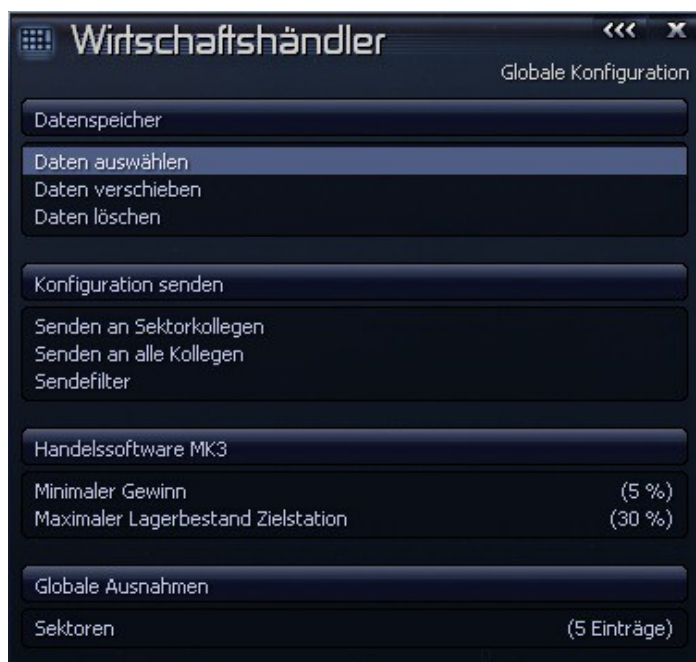 Wirtschaftshändler
<<< X
Globale Konfiguration
Datenspeicher
Daten auswählen
Daten verschieben
Daten löschen
Konfiguration senden
Senden an Sektorkollegen
Senden an alle Kollegen
Sendefilter
Handelssoftware MK3
Minimaler Gewinn (5 %)
Maximaler Lagerbestand Zielstation (30 %)
Globale Ausnahmen
Sektoren (5 Einträge)